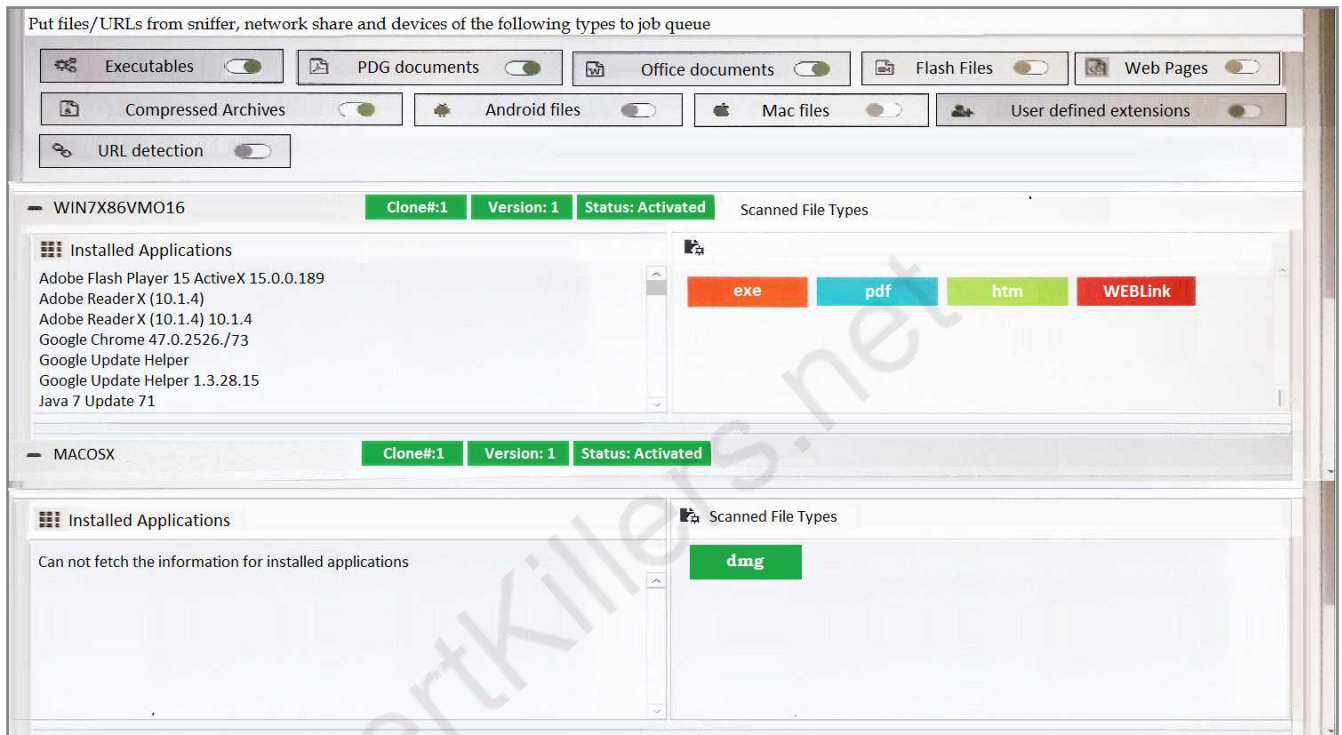 Put files/URLs from sniffer, network share and devices of the following types to job queue
Executables PDG documents Office documents Flash Files Web Pages
Compressed Archives Android files Mac files User defined extensions
URL detection
WIN7X86VMO16 Clone#:1 Version: 1 Status: Activated Scanned File Types
Installed Applications
Adobe Flash Player 15 ActiveX 15.0.0.189
Adobe Reader X (10.1.4)
Adobe Reader X (10.1.4) 10.1.4
Google Chrome 47.0.2526./73
Google Update Helper
Google Update Helper 1.3.28.15
Java 7 Update 71
exe pdf htm WEBLink
MACOSX Clone#:1 Version: 1 Status: Activated
Installed Applications
Can not fetch the information for installed applications
Scanned File Types
dmg
ertKillers.net